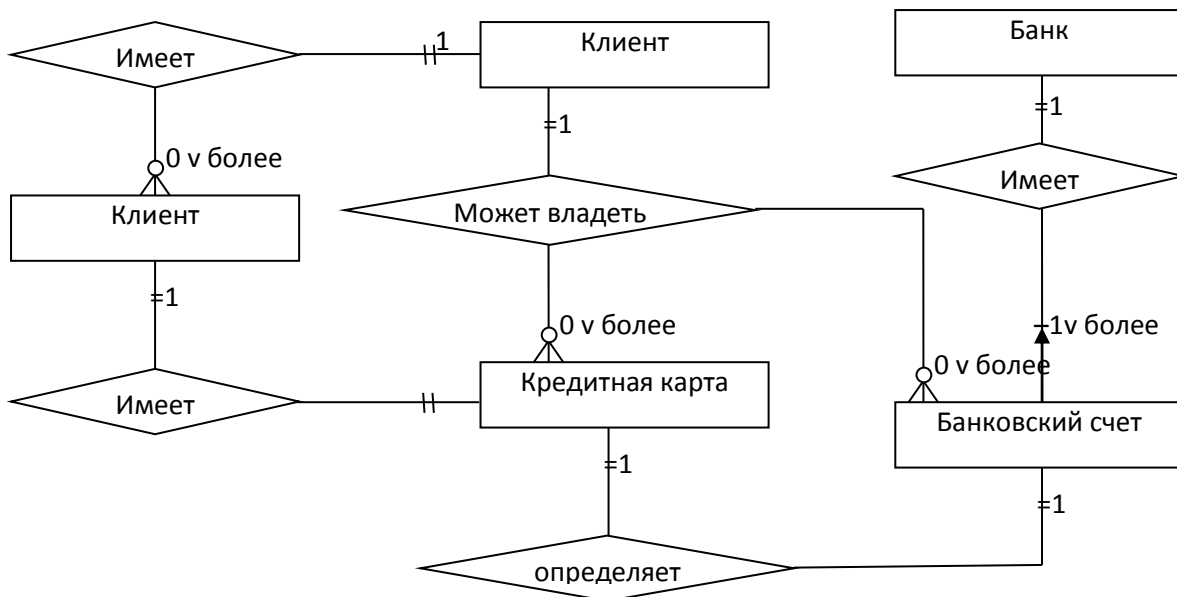 Клиент
Банк
Имеет
1
=1
=1
0 v более
Имеет
Клиент
Может владеть
=1
0 v более
1v более
0 v более
Кредитная карта
Имеет
Банковский счет
=1
=1
определяет